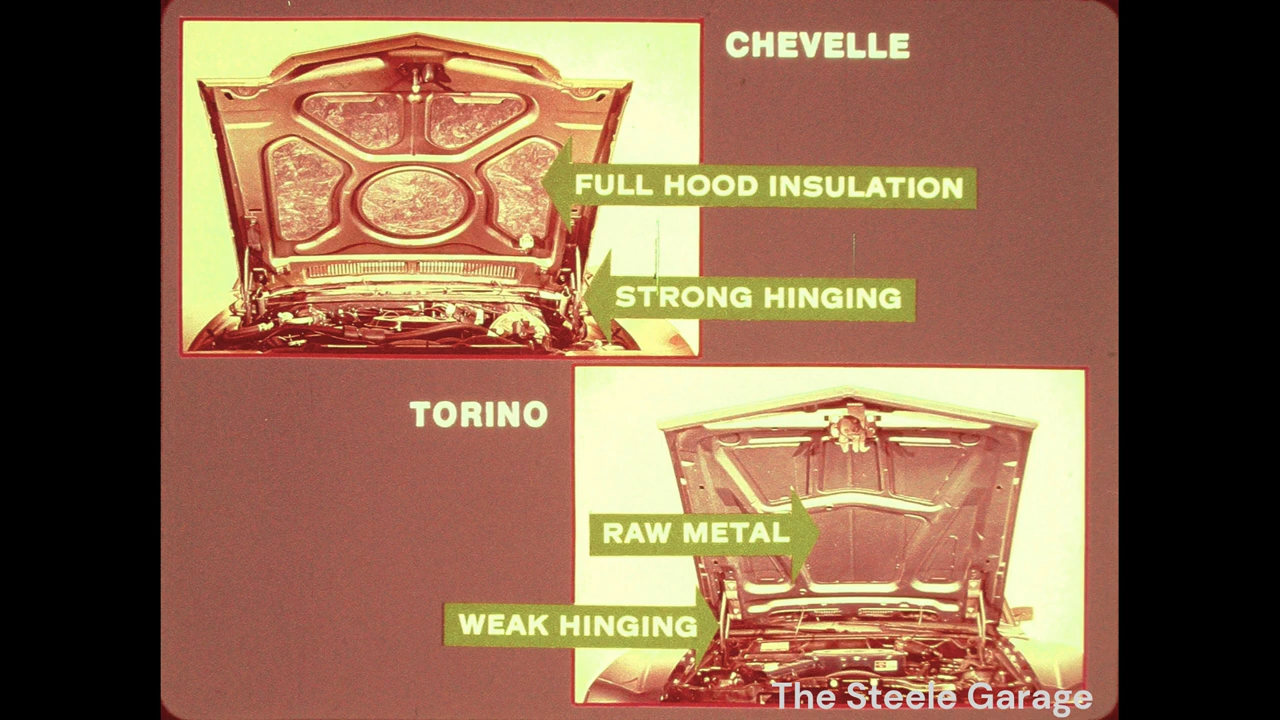 CHEVELLE
FULL HOOD INSULATION
STRONG HINGING
TORINO
RAW METAL
WEAK HINGING
The Steele Garage